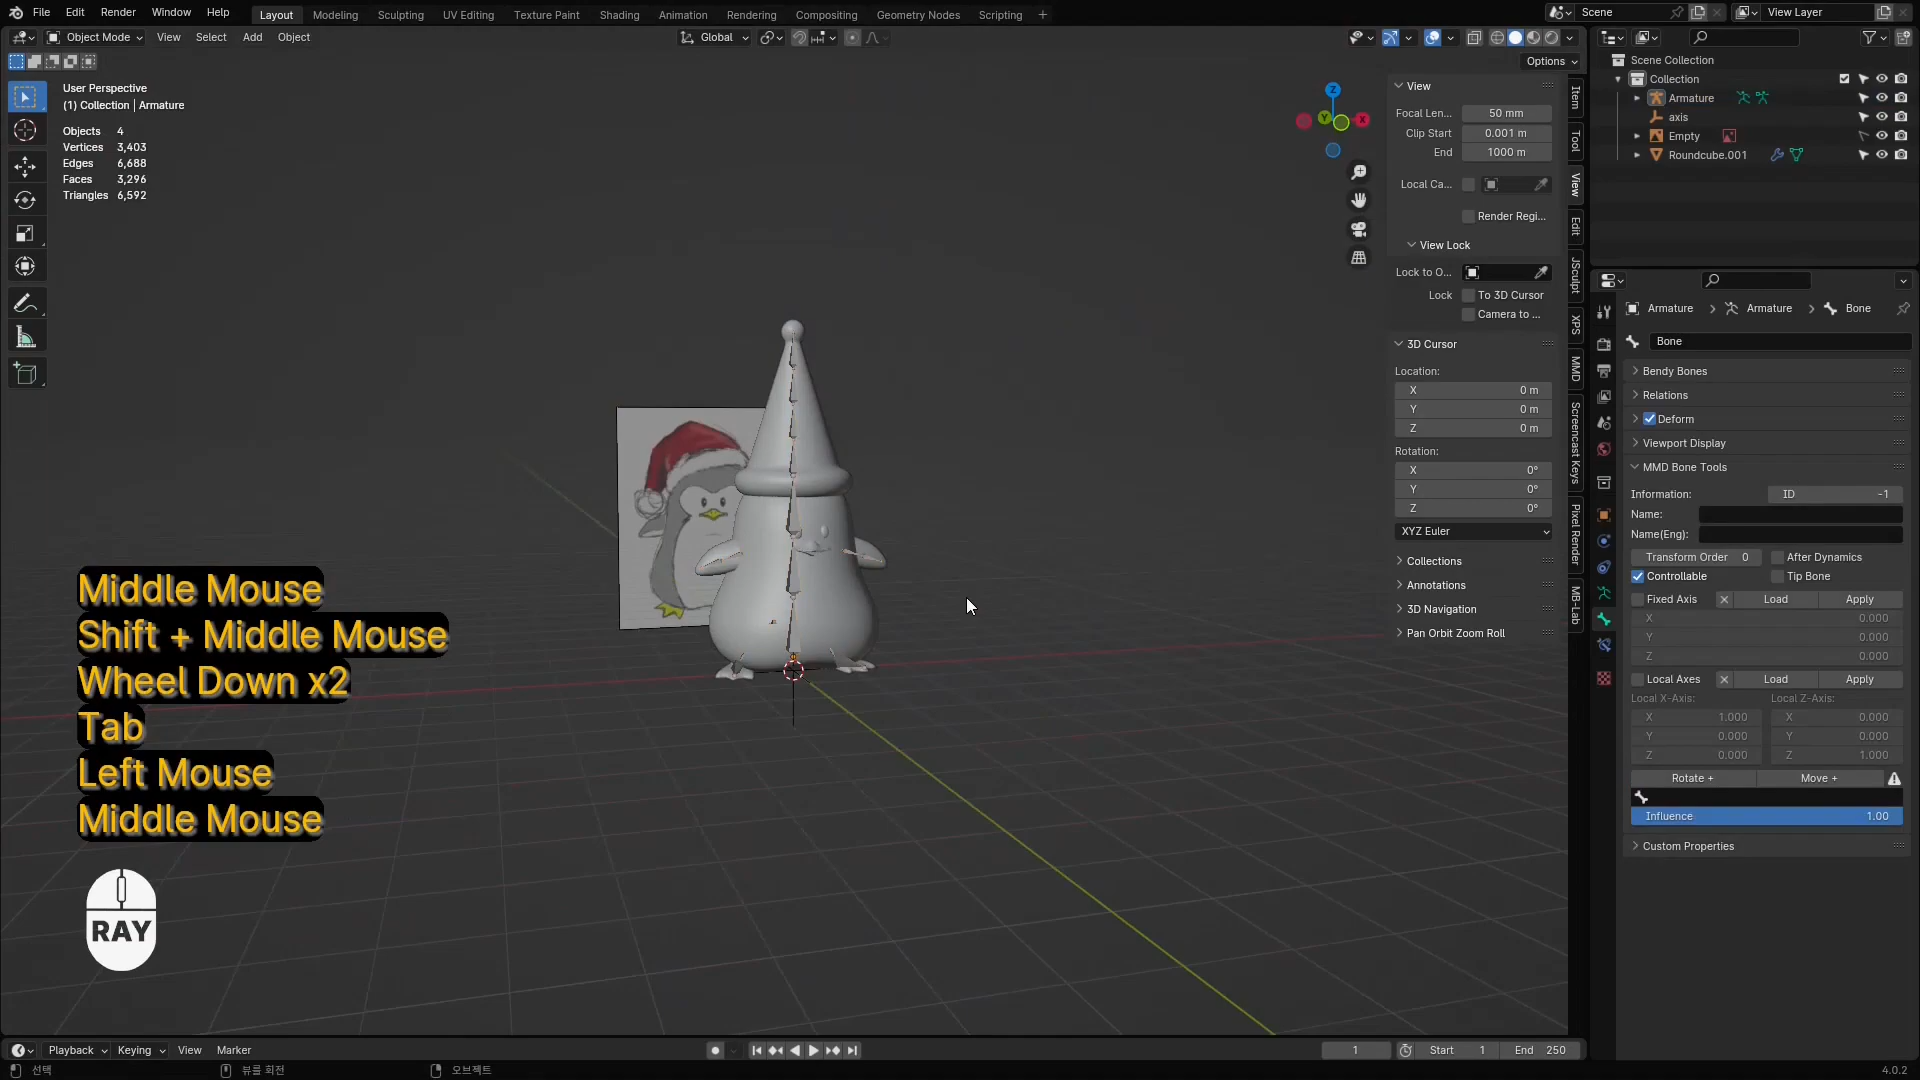 File Edit Render Window Help Layout Modeling Sculpting UV Editing Texture Paint Shading Animation Rendering Compositing Geometry Nodes Scripting + Scene View Layer
Object Mode View Select Add Object Global
Options
User Perspective
(1) Collection | Armature
Objects 4
Vertices 3,403
Edges 6,688
Faces 3,296
Triangles 6,592
Z
Y
X
View
Focal Len... 50 mm
Clip Start 0.001 m
End 1000 m
Local Ca...
Render Regi...
View Lock
Lock to O...
Lock To 3D Cursor
Camera to ...
3D Cursor
Location:
X 0 m
Y 0 m
Z 0 m
Rotation:
X 0°
Y 0°
Z 0°
XYZ Euler
Collections
Annotations
3D Navigation
Pan Orbit Zoom Roll
Item
Tool
View
Edit
JSculpt
XPS
MMD
Screencast Keys
Pixel Render
MB-Lab
Scene Collection
Collection
Armature
axis
Empty
Roundcube.001
Armature Armature Bone
Bone
Bendy Bones
Relations
Deform
Viewport Display
MMD Bone Tools
Information: ID -1
Name:
Name(Eng):
Transform Order 0 After Dynamics
Controllable Tip Bone
Fixed Axis Load Apply
X 0.000
Y 0.000
Z 0.000
Local Axes Load Apply
Local X-Axis: Local Z-Axis:
X 1.000 X 0.000
Y 0.000 Y 0.000
Z 0.000 Z 1.000
Rotate + Move +
Influence 1.00
Custom Properties
Middle Mouse
Shift + Middle Mouse
Wheel Down x2
Tab
Left Mouse
Middle Mouse
RAY
Playback Keying View Marker 1 Start 1 End 250
선택 뷰를 회전 오브젝트 4.0.2